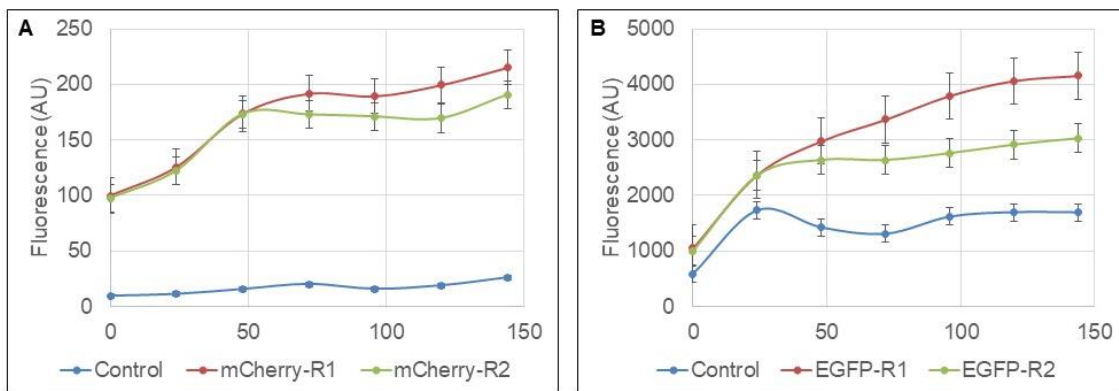 A
Fluorescence (AU)
250
200
150
100
50
0
0 50 100 150
Control mCherry-R1 mCherry-R2
B
Fluorescence (AU)
5000
4000
3000
2000
1000
0
0 50 100 150
Control EGFP-R1 EGFP-R2